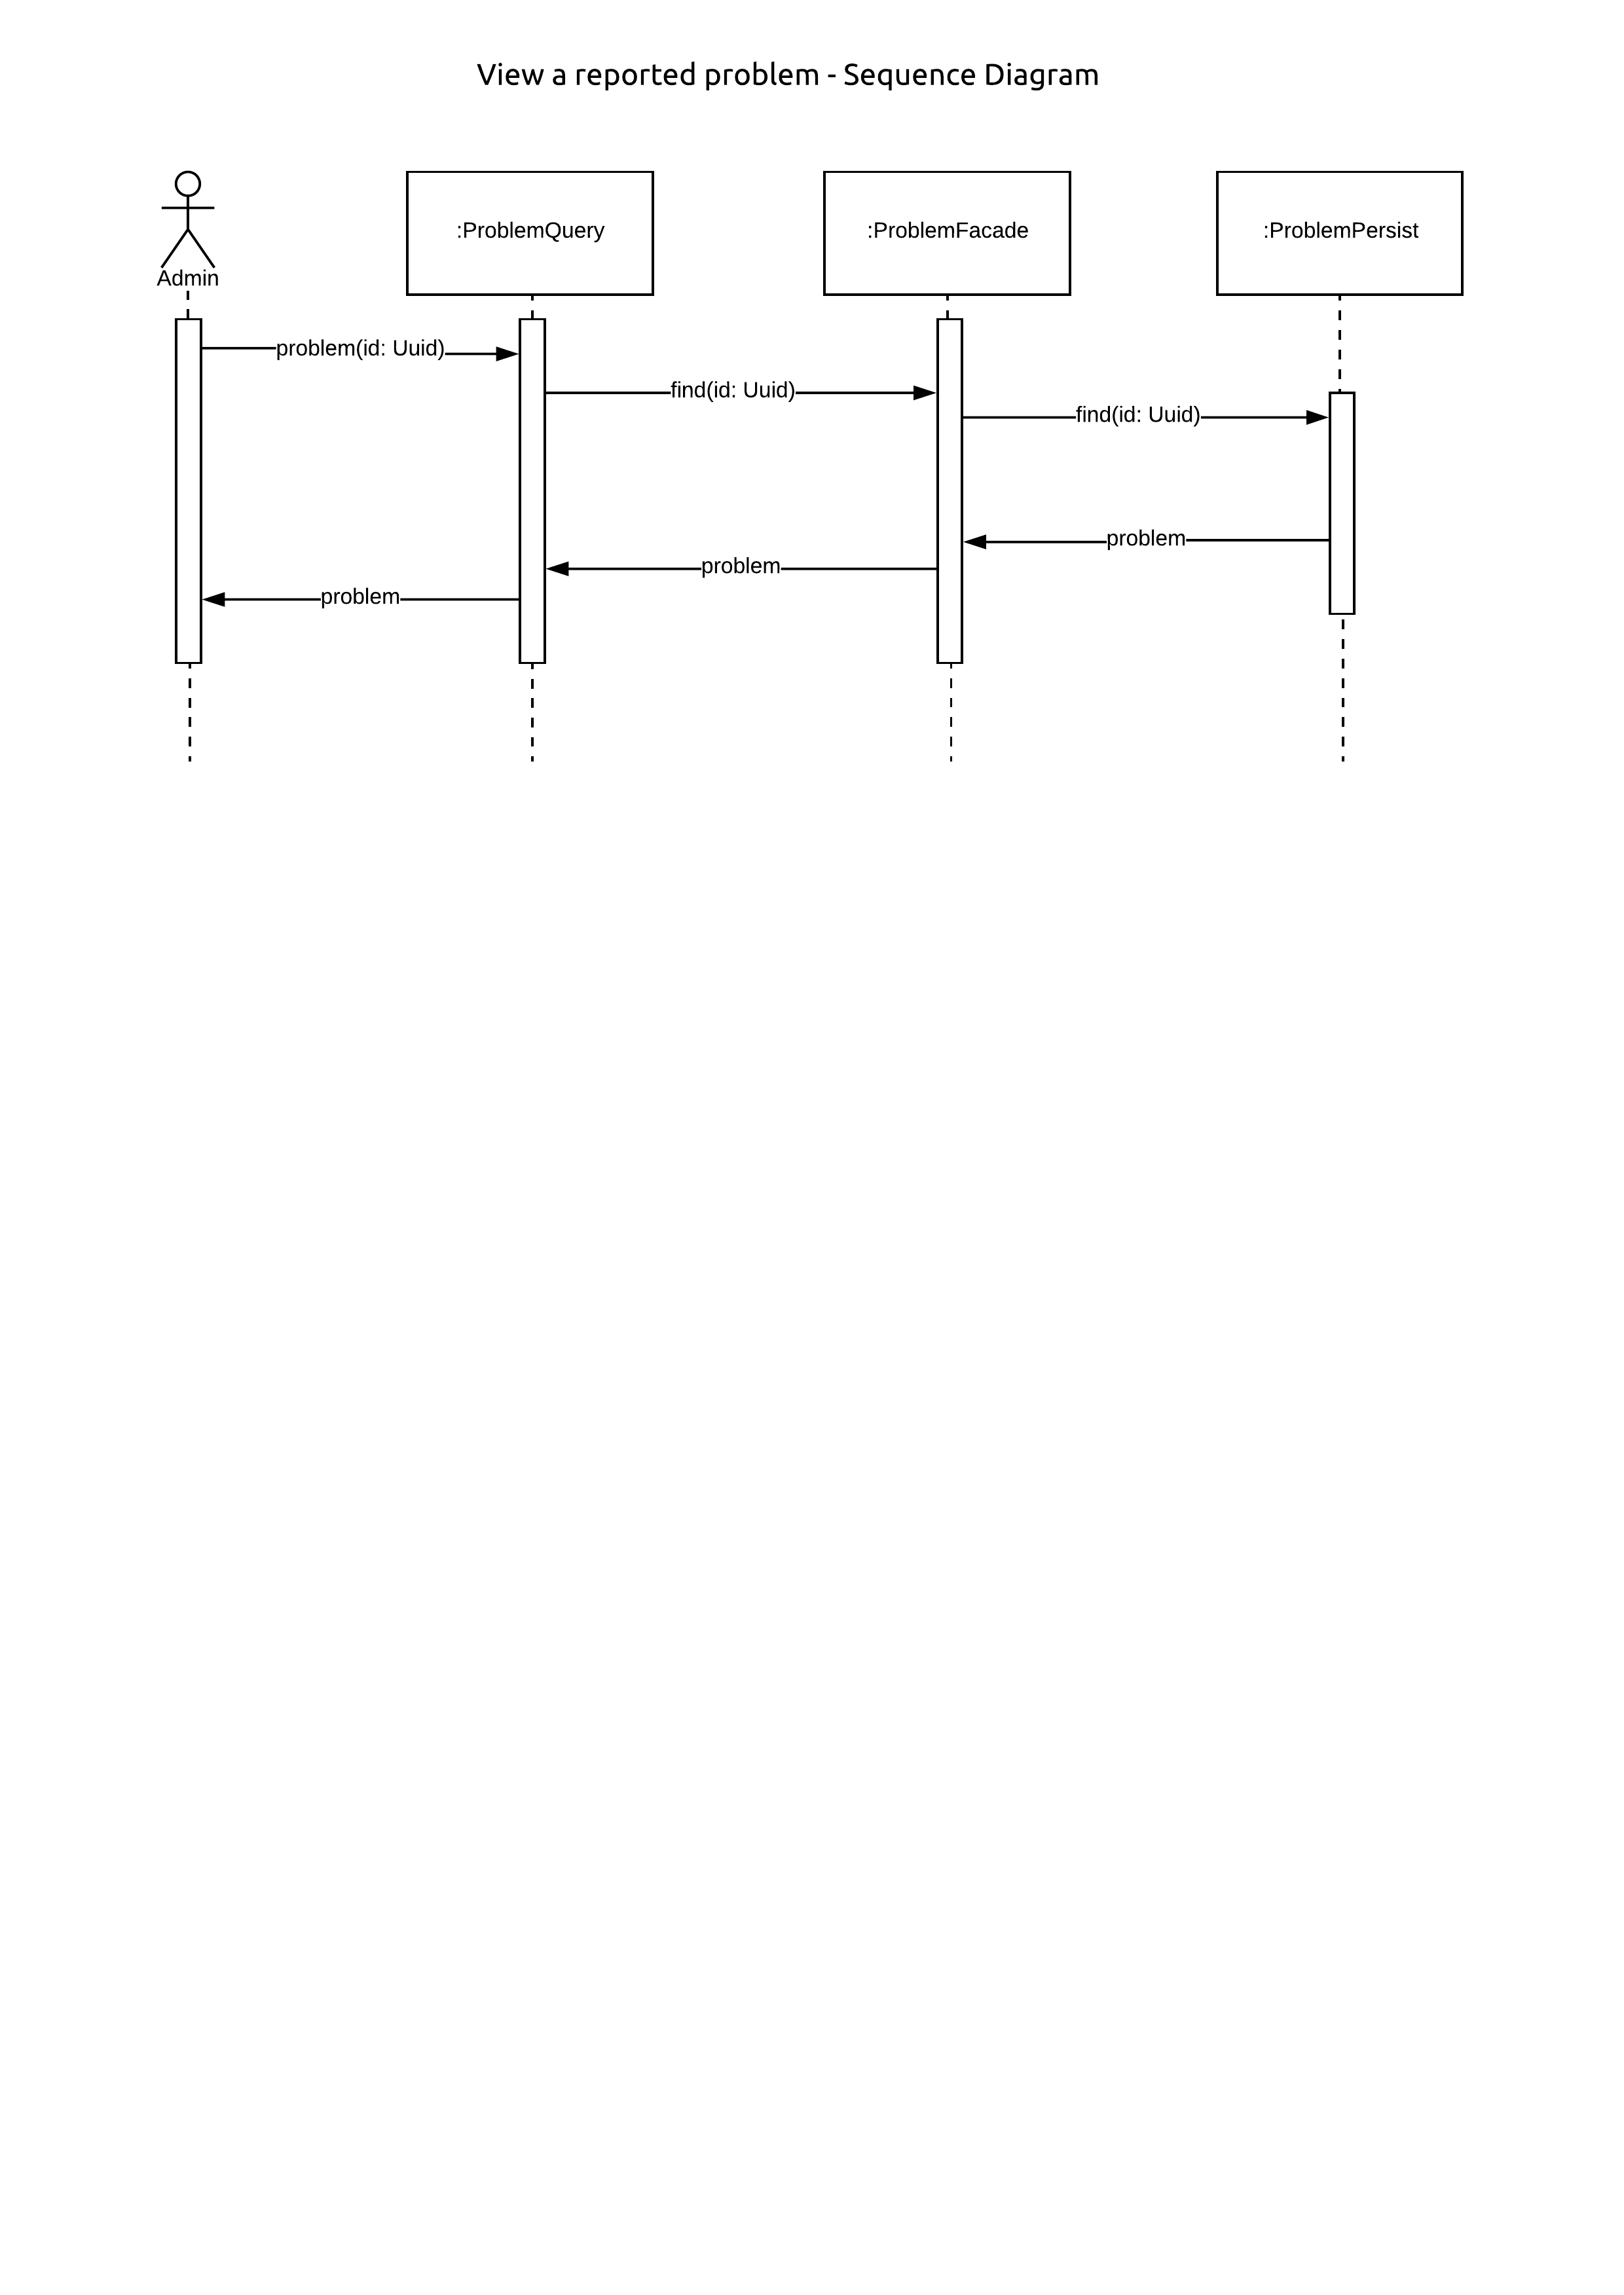 View a reported problem - Sequence Diagram
:ProblemQuery
:ProblemFacade
:ProblemPersist
Admin
problem(id: Uuid)
find(id: Uuid)
find(id: Uuid)
problem
problem
problem